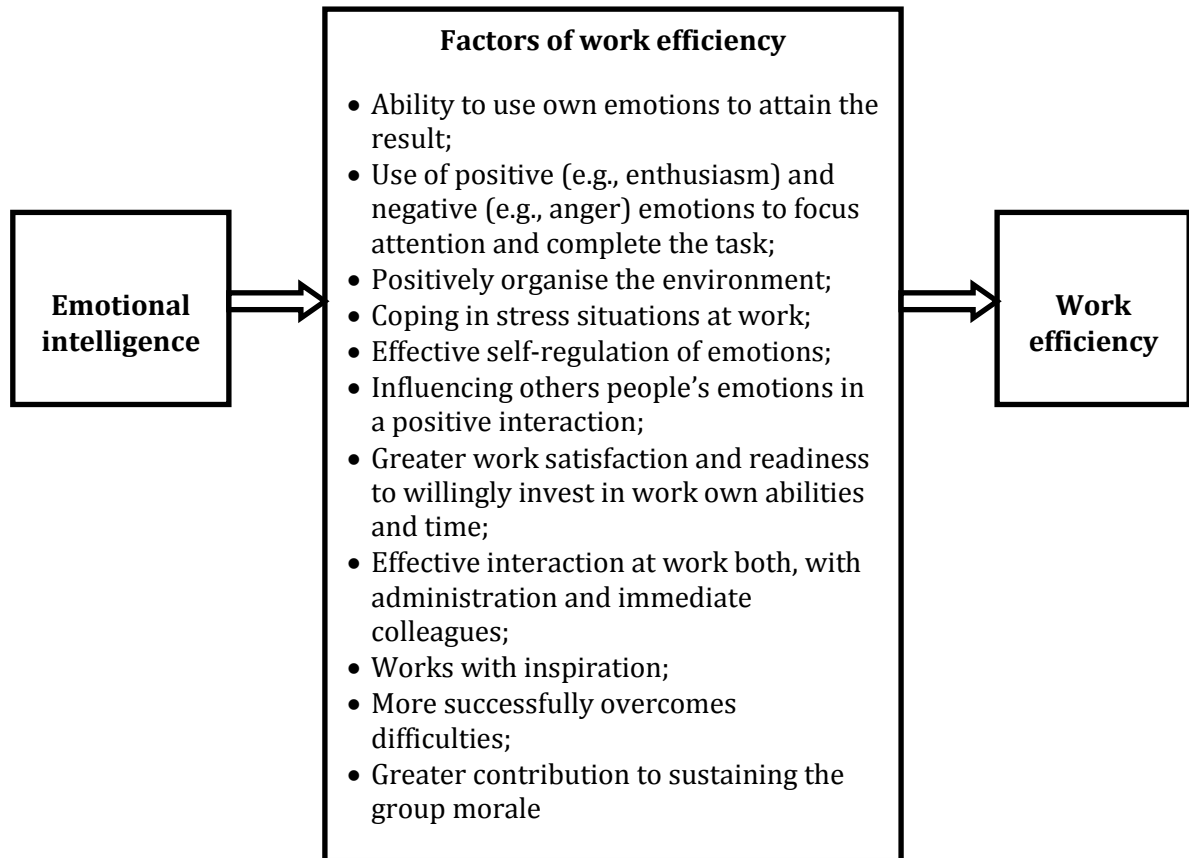 Factors of work efficiency
• Ability to use own emotions to attain the
result;
• Use of positive (e.g., enthusiasm) and
negative (e.g., anger) emotions to focus
attention and complete the task;
• Positively organise the environment;
• Coping in stress situations at work;
• Effective self-regulation of emotions;
• Influencing others people’s emotions in
a positive interaction;
• Greater work satisfaction and readiness
to willingly invest in work own abilities
and time;
• Effective interaction at work both, with
administration and immediate
colleagues;
• Works with inspiration;
• More successfully overcomes
difficulties;
• Greater contribution to sustaining the
group morale
Emotional
intelligence
Work
efficiency